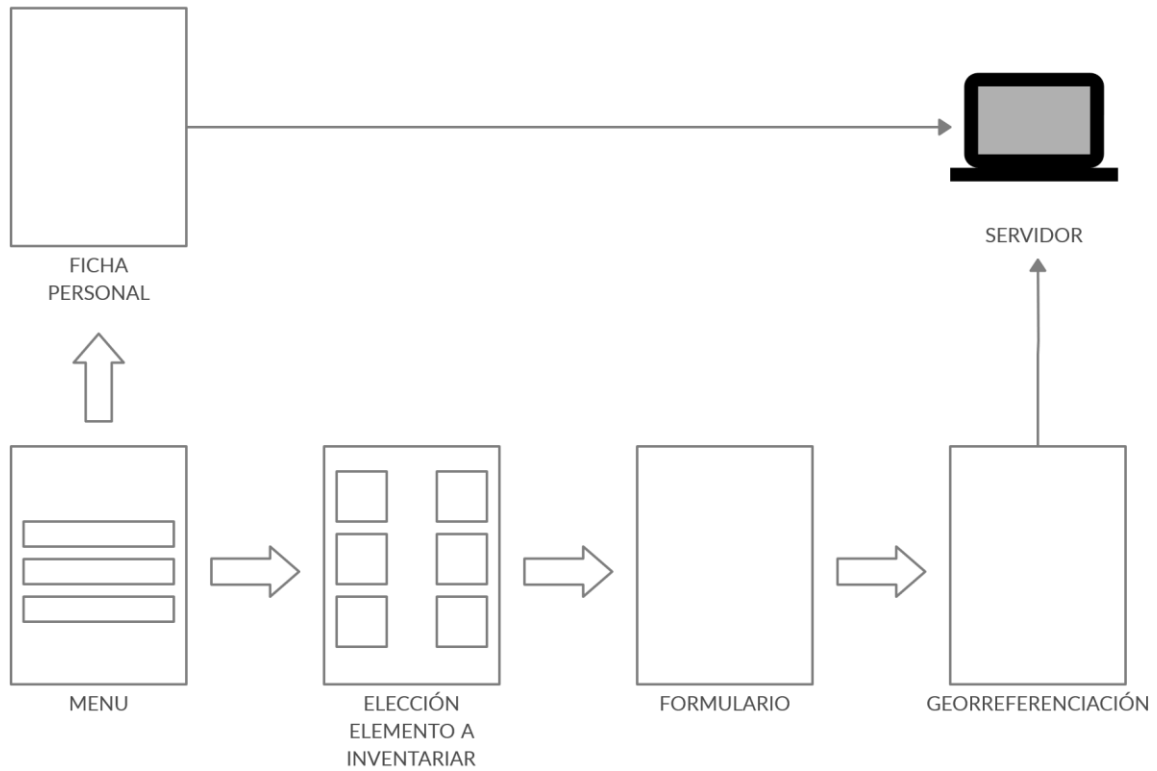 SERVIDOR
FICHA
PERSONAL
MENU
ELECCIÓN
ELEMENTO A
INVENTARIAR
FORMULARIO
GEORREFERENCIACIÓN